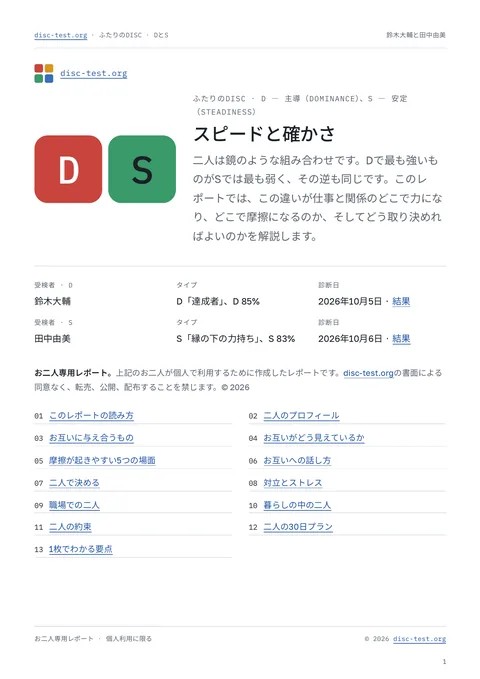 disc-test.org · ふたりのDISC · DとS
鈴木大輔と田中由美
disc-test.org
ふたりのDISC · D — 主導 (DOMINANCE)、S — 安定
(STEADINESS)
スピードと確かさ
D S
二人は鏡のような組み合わせです。Dで最も強いも
のがSでは最も弱く、その逆も同じです。このレ
ポートでは、この違いが仕事と関係のどこで力にな
り、どこで摩擦になるのか、そしてどう取り決めれ
ばよいのかを解説します。
受検者 · D タイプ 診断日
鈴木大輔 D「達成者」、D 85% 2026年10月5日 · 結果
受検者 · S タイプ 診断日
田中由美 S「縁の下の力持ち」、S 83% 2026年10月6日 · 結果
お二人専用レポート。上記のお二人が個人で利用するために作成したレポートです。disc-test.orgの書面による
同意なく、転売、公開、配布することを禁じます。© 2026
01 このレポートの読み方 02 二人のプロフィール
03 お互いに与え合うもの 04 お互いがどう見えているか
05 摩擦が起きやすい5つの場面 06 お互いへの話し方
07 二人で決める 08 対立とストレス
09 職場での二人 10 暮らしの中の二人
11 二人の約束 12 二人の30日プラン
13 1枚でわかる要点
お二人専用レポート · 個人利用に限る © 2026 disc-test.org
1